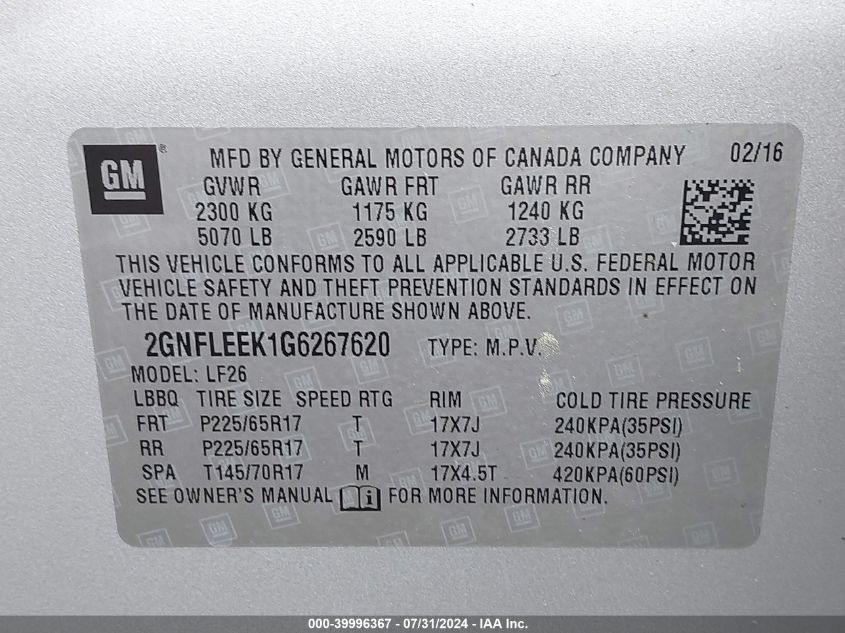 GM ® MFD BY GENERAL MOTORS OF CANADA COMPANY 02/16
GVWR GAWR FRT GAWR RR
2300 KG 1175 KG 1240 KG
5070 LB 2590 LB 2733 LB
THIS VEHICLE CONFORMS TO ALL APPLICABLE U.S. FEDERAL MOTOR
VEHICLE SAFETY AND THEFT PREVENTION STANDARDS IN EFFECT ON
THE DATE OF MANUFACTURE SHOWN ABOVE.
2GNFLEEK1G6267620 TYPE: M.P.V.
MODEL: LF26
LBBQ TIRE SIZE SPEED RTG RIM COLD TIRE PRESSURE
FRT P225/65R17 T 17X7J 240KPA(35PSI)
RR P225/65R17 T 17X7J 240KPA(35PSI)
SPA T145/70R17 M 17X4.5T 420KPA(60PSI)
SEE OWNER'S MANUAL i FOR MORE INFORMATION.
000-39996367 - 07/31/2024 - IAA Inc.